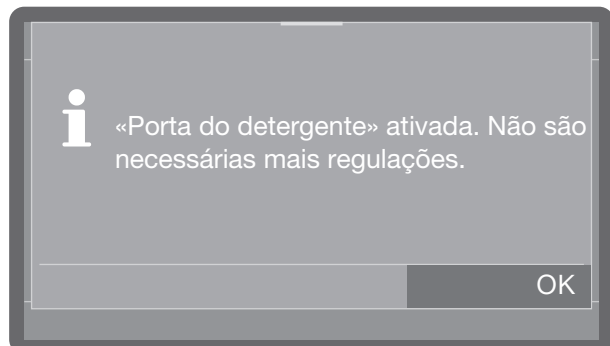 «Porta do detergente» ativada. Não são
necessárias mais regulações.
OK